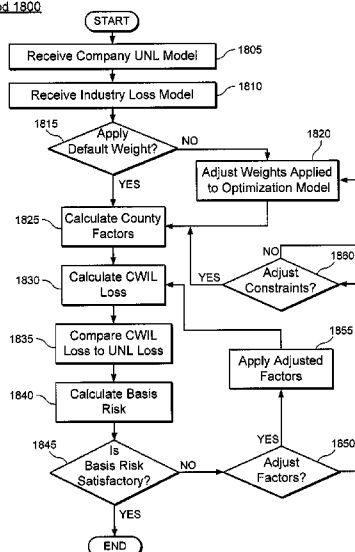 od 1800
START
Receive Company UNL Model
1805
Receive Industry Loss Model
1810
1815
Apply
Default Weight?
NO
YES
1820
Adjust Weights Applied
to Optimization Model
1825
Calculate County
Factors
1830
Calculate CWIL
Loss
NO
1860
YES
Adjust
Constraints?
1835
Compare CWIL
Loss to UNL Loss
1855
Apply Adjusted
Factors
1840
Calculate Basis
Risk
YES
1845
Is
Basis Risk
Satisfactory?
NO
Adjust
Factors?
1850
YES
END